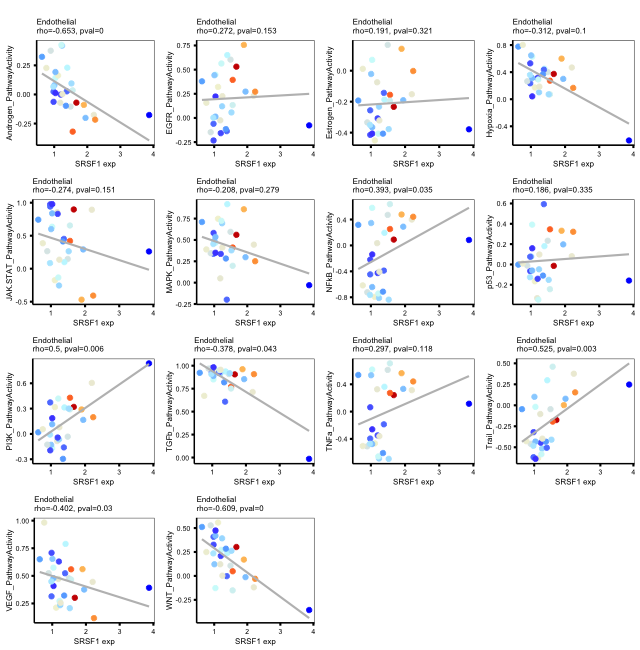 Endothelial
rho=-0.653, pval=0
Androgen_PathwayActivity
0.25
0.00
-0.25
1
2
3
4
SRSF1 exp
Endothelial
rho=0.272, pval=0.153
EGFR_PathwayActivity
0.75
0.50
0.25
0.00
-0.25
1
2
3
4
SRSF1 exp
Endothelial
rho=0.191, pval=0.321
Estrogen_PathwayActivity
0.0
-0.2
-0.4
1
2
3
4
SRSF1 exp
Endothelial
rho=-0.312, pval=0.1
Hypoxia_PathwayActivity
0.8
0.4
0.0
-0.4
1
2
3
4
SRSF1 exp
Endothelial
rho=-0.274, pval=0.151
JAK.STAT_PathwayActivity
1.0
0.5
0.0
-0.5
1
2
3
4
SRSF1 exp
Endothelial
rho=-0.208, pval=0.279
MAPK_PathwayActivity
0.75
0.50
0.25
0.00
-0.25
1
2
3
4
SRSF1 exp
Endothelial
rho=0.393, pval=0.035
NFkB_PathwayActivity
0.4
0.0
-0.4
-0.8
1
2
3
4
SRSF1 exp
Endothelial
rho=0.186, pval=0.335
p53_PathwayActivity
0.6
0.4
0.2
0.0
-0.2
1
2
3
4
SRSF1 exp
Endothelial
rho=0.5, pval=0.006
PI3K_PathwayActivity
0.6
0.3
0.0
-0.3
1
2
3
4
SRSF1 exp
Endothelial
rho=-0.378, pval=0.043
TGFb_PathwayActivity
1.00
0.75
0.50
0.25
0.00
1
2
3
4
SRSF1 exp
Endothelial
rho=0.297, pval=0.118
TNFa_PathwayActivity
0.4
0.0
-0.4
1
2
3
4
SRSF1 exp
Endothelial
rho=0.525, pval=0.003
Trail_PathwayActivity
0.50
0.25
0.00
-0.25
-0.50
1
2
3
4
SRSF1 exp
Endothelial
rho=-0.402, pval=0.03
VEGF_PathwayActivity
1.00
0.75
0.50
0.25
1
2
3
4
SRSF1 exp
Endothelial
rho=-0.609, pval=0
WNT_PathwayActivity
0.50
0.25
0.00
-0.25
1
2
3
4
SRSF1 exp